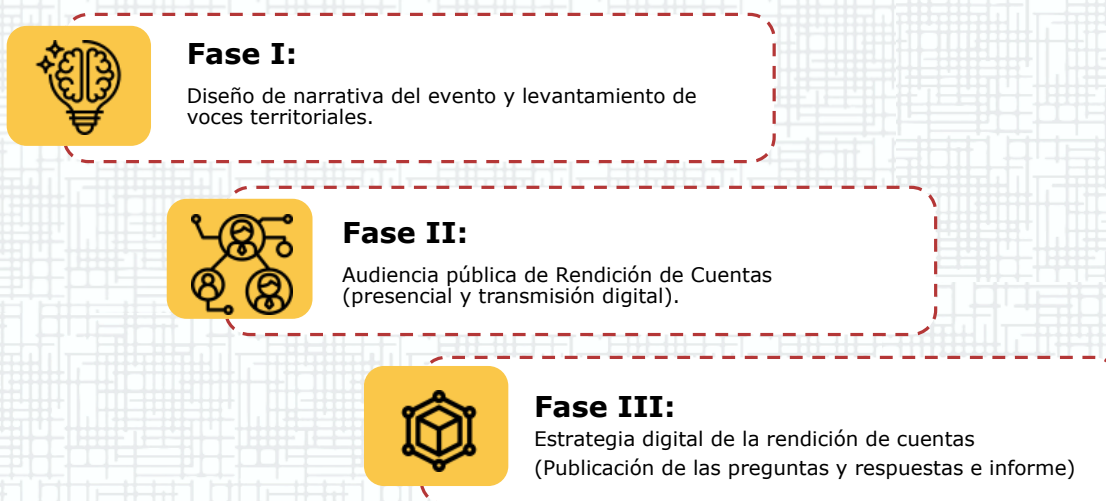 Fase I:
Diseño de narrativa del evento y levantamiento de
voces territoriales.
Fase II:
Audiencia pública de Rendición de Cuentas
(presencial y transmisión digital).
Fase III:
Estrategia digital de la rendición de cuentas
(Publicación de las preguntas y respuestas e informe)